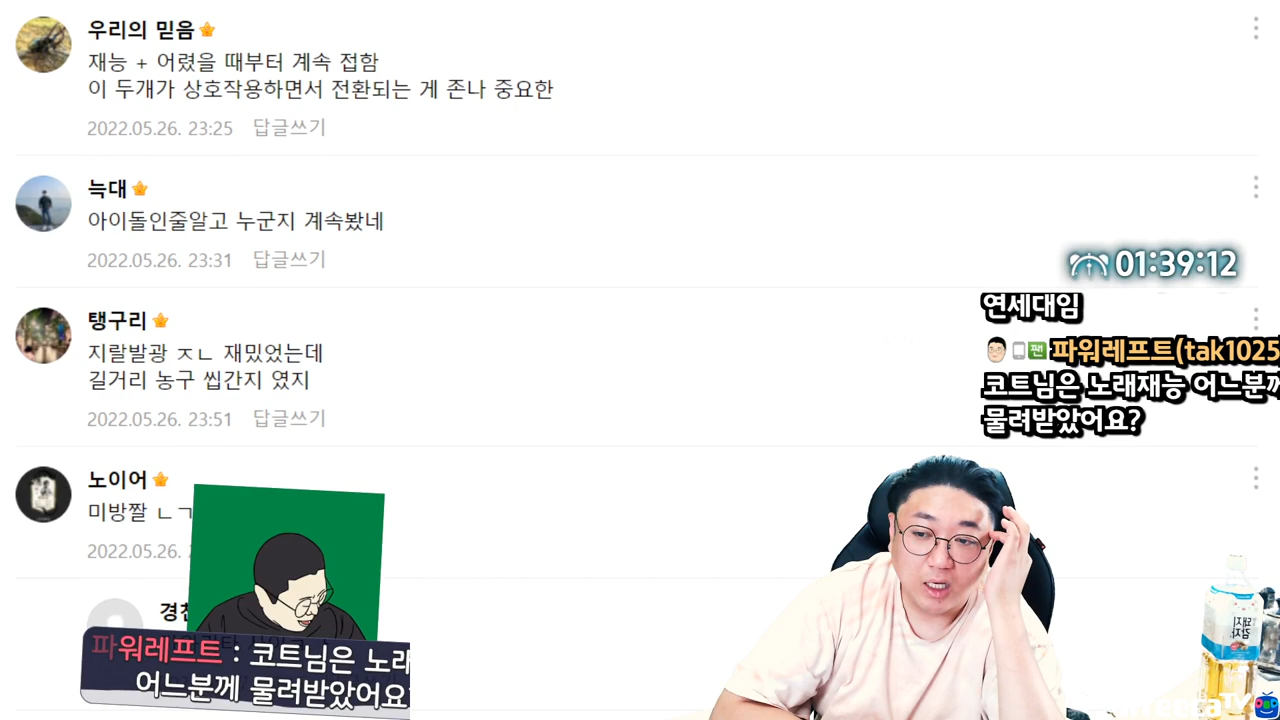 우리의 믿음
재능 + 어렸을 때부터 계속 접함
이 두개가 상호작용하면서 전환되는 게 존나 중요한
2022.05.26. 23:25 답글쓰기
늑대
아이돌인줄알고 누군지 계속봤네
2022.05.26. 23:31 답글쓰기
01:39:12
연세대임
탱구리
지랄발광 ㅈㄴ 재밌었는데
길거리 농구 씹간지 였지
2022.05.26. 23:51 답글쓰기
팬 파워레프트(tak1025
코트님은 노래재능 어느분께
물려받았어요?
노이어
미방짤 ㄴㄱ
2022.05.26.
파워레프트 : 코트님은 노래
어느분께 물려받았어요
돼지
감자